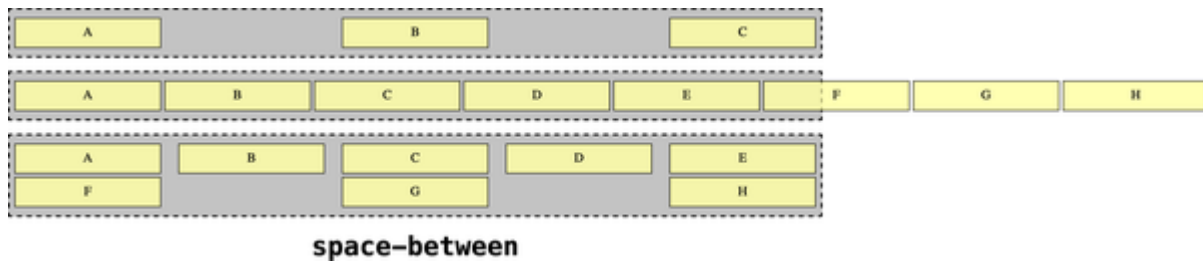 A B C
A B C D E F G H
A B C D E
F G H
space-between